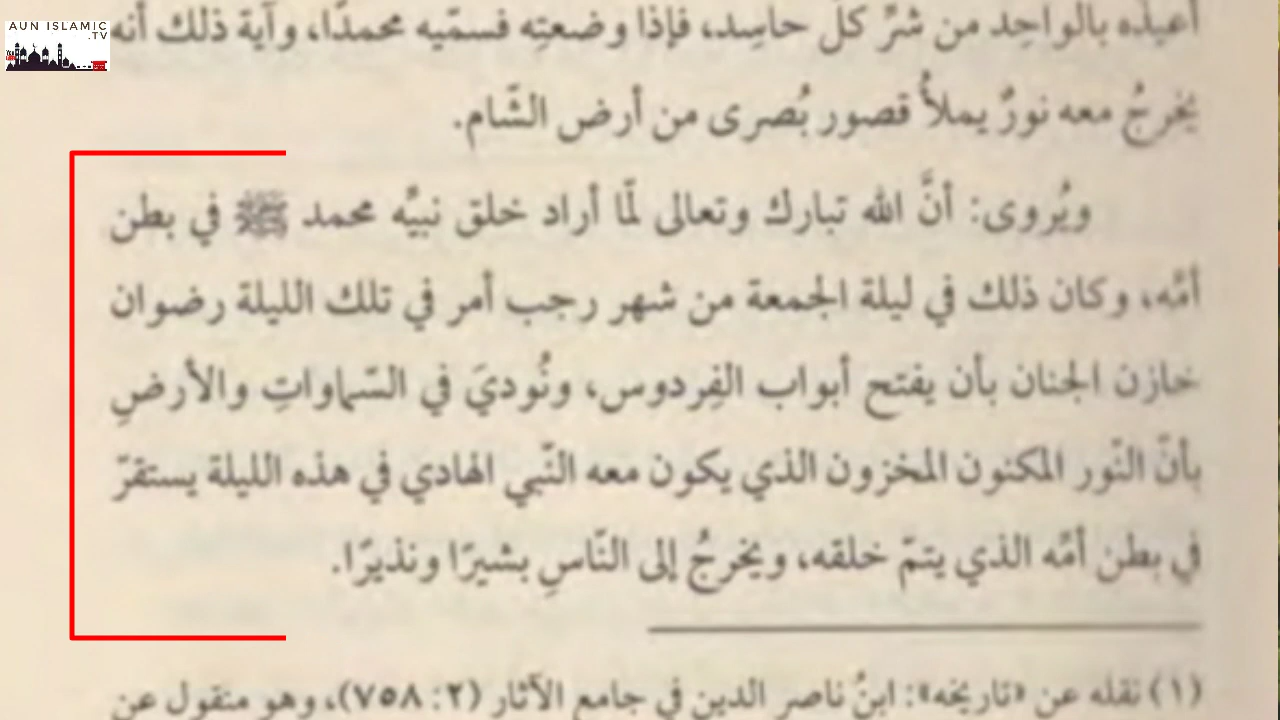 AUN ISLAMIC
.TV
أعيذه بالواحِد من شرِّ كلّ حاسِد، فإذا وضعتِه فسمّيه محمدًا، وآية ذلك أنه
يخرجُ معه نورٌ يملأُ قصور بُصرى من أرض الشّام.
ويُروى: أنَّ الله تبارك وتعالى لمّا أراد خلق نبيِّه محمد ﷺ في بطن
أمّه، وكان ذلك في ليلة الجمعة من شهر رجب أمر في تلك الليلة رضوان
خازن الجنان بأن يفتح أبواب الفِردوس، ونُوديَ في السّماواتِ والأرضِ
بأنّ النّور المكنون المخزون الذي يكون معه النّبي الهادي في هذه الليلة يستقرّ
في بطن أمّه الذي يتمّ خلقه، ويخرجُ إلى النّاسِ بشيرًا ونذيرًا.
(١) نقله عن «تاريخه»: ابنُ ناصر الدين في جامع الآثار (٢: ٧٥٨)، وهو منقول عن